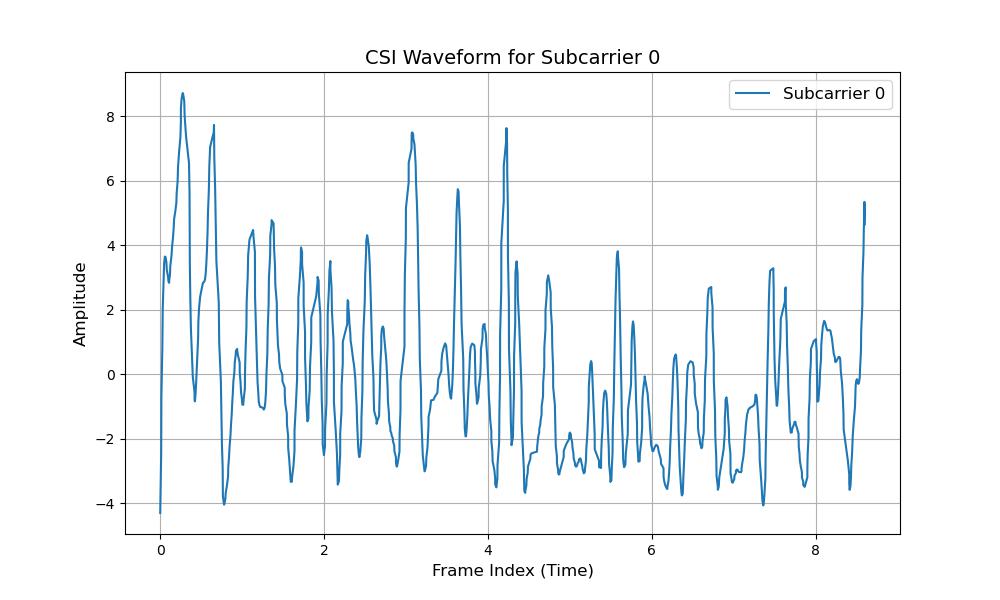 CSI Waveform for Subcarrier 0
Subcarrier 0
Amplitude
8
6
4
2
0
−2
−4
0 2 4 6 8
Frame Index (Time)